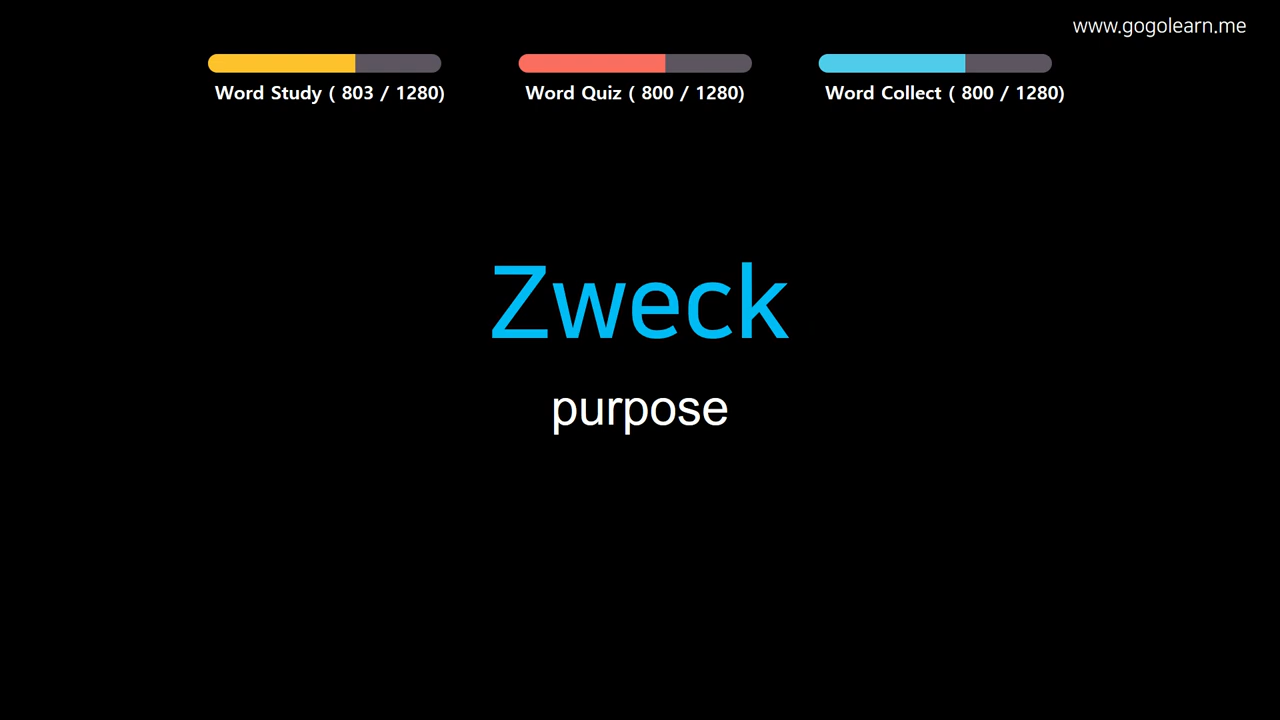 www.gogolearn.me
Word Study ( 803 / 1280)
Word Quiz ( 800 / 1280)
Word Collect ( 800 / 1280)
Zweck
purpose